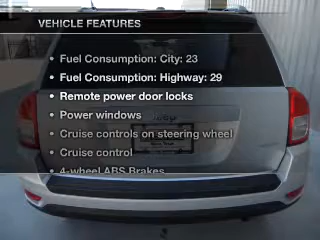 VEHICLE FEATURES
Fuel Consumption: City: 23
Fuel Consumption: Highway: 29
Remote power door locks
Power windows
Cruise controls on steering wheel
Cruise control
4-wheel ABS Brakes
Jeep